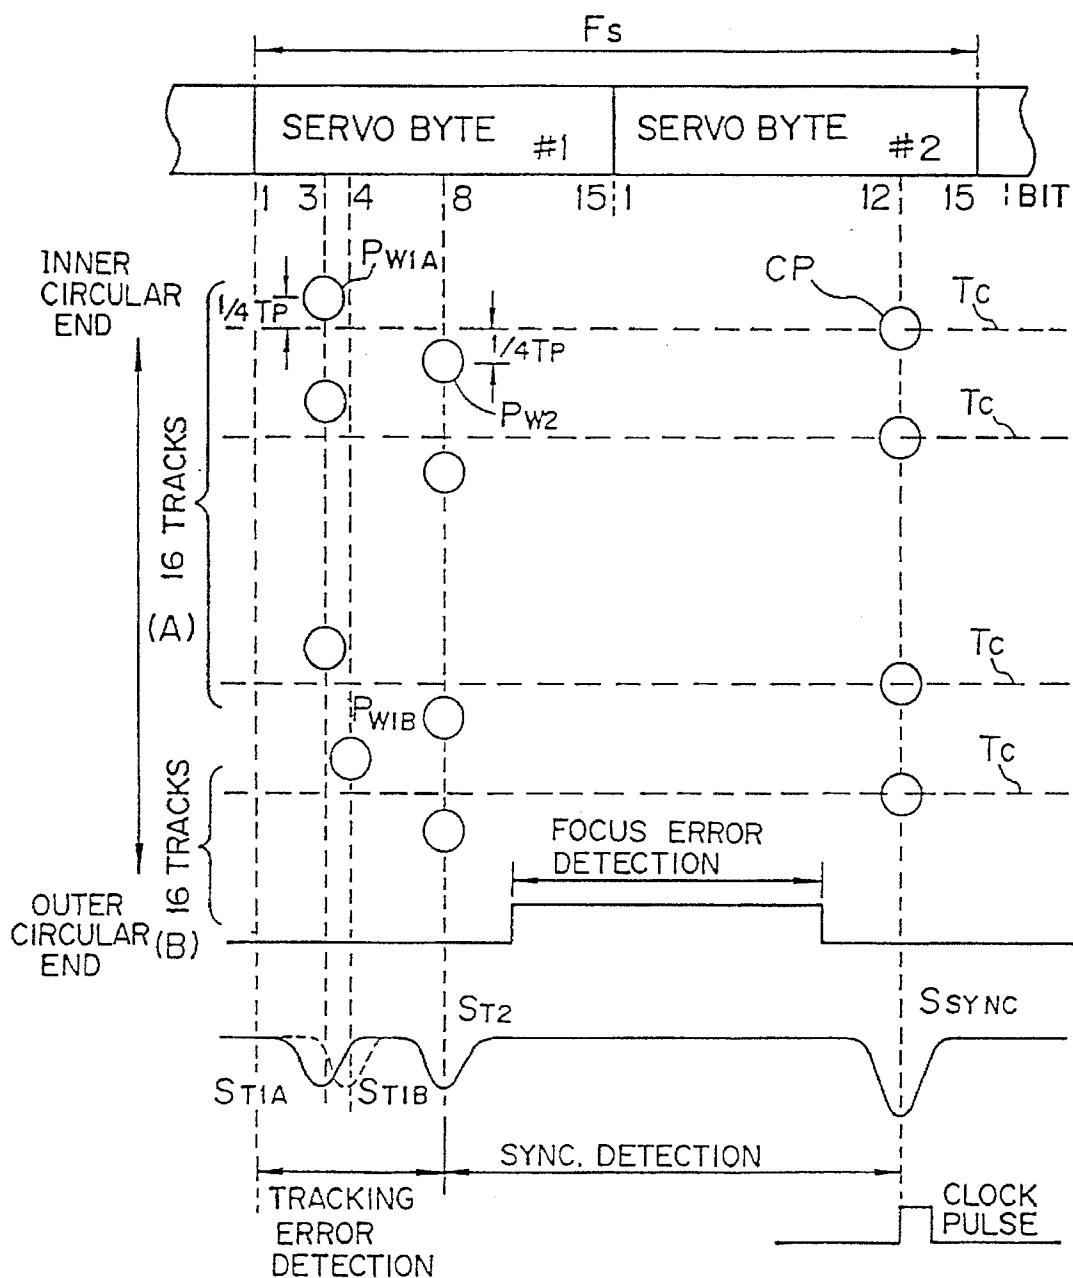 Fs
SERVO BYTE #1 SERVO BYTE #2
1 3 4 8 15 1 12 15 1 BIT
INNER
CIRCULAR
END
PW1A
CP
Tc
1/4 TP
1/4 TP
PW2
Tc
16 TRACKS
(A)
Tc
PW1B
Tc
16 TRACKS
(B)
FOCUS ERROR
DETECTION
OUTER
CIRCULAR
END
ST2
SSYNC
ST1A
ST1B
SYNC. DETECTION
TRACKING
ERROR
DETECTION
CLOCK
PULSE